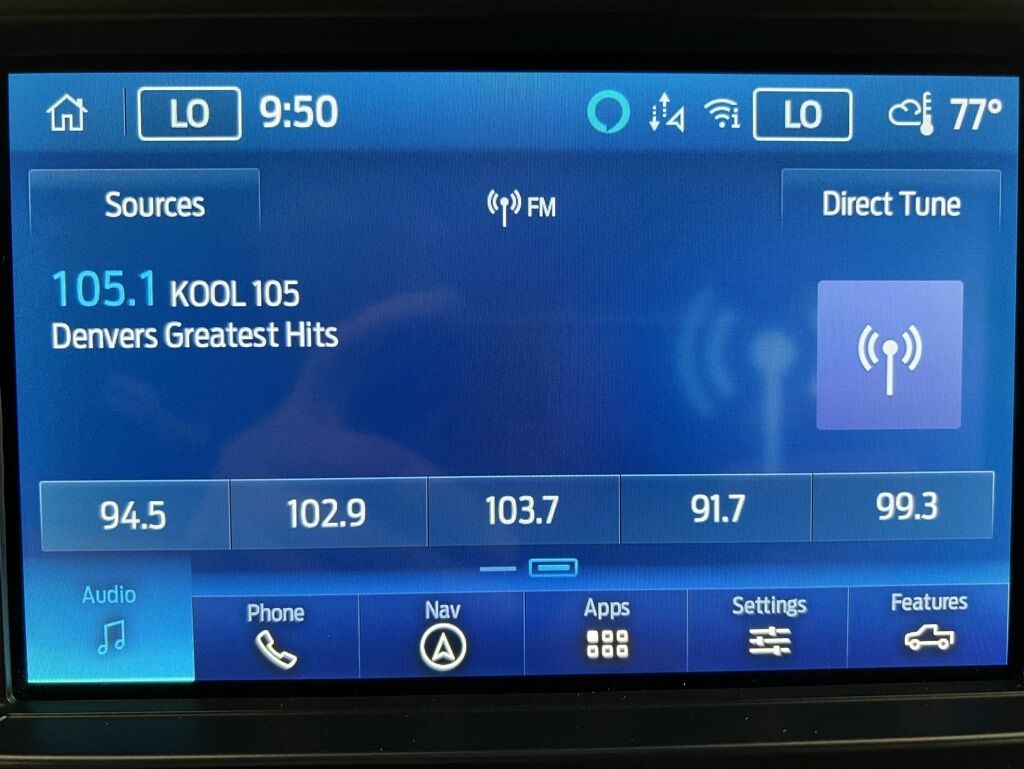 LO 9:50 LO 77°
Sources FM Direct Tune
105.1 KOOL 105
Denvers Greatest Hits
94.5 102.9 103.7 91.7 99.3
Audio Phone Nav Apps Settings Features